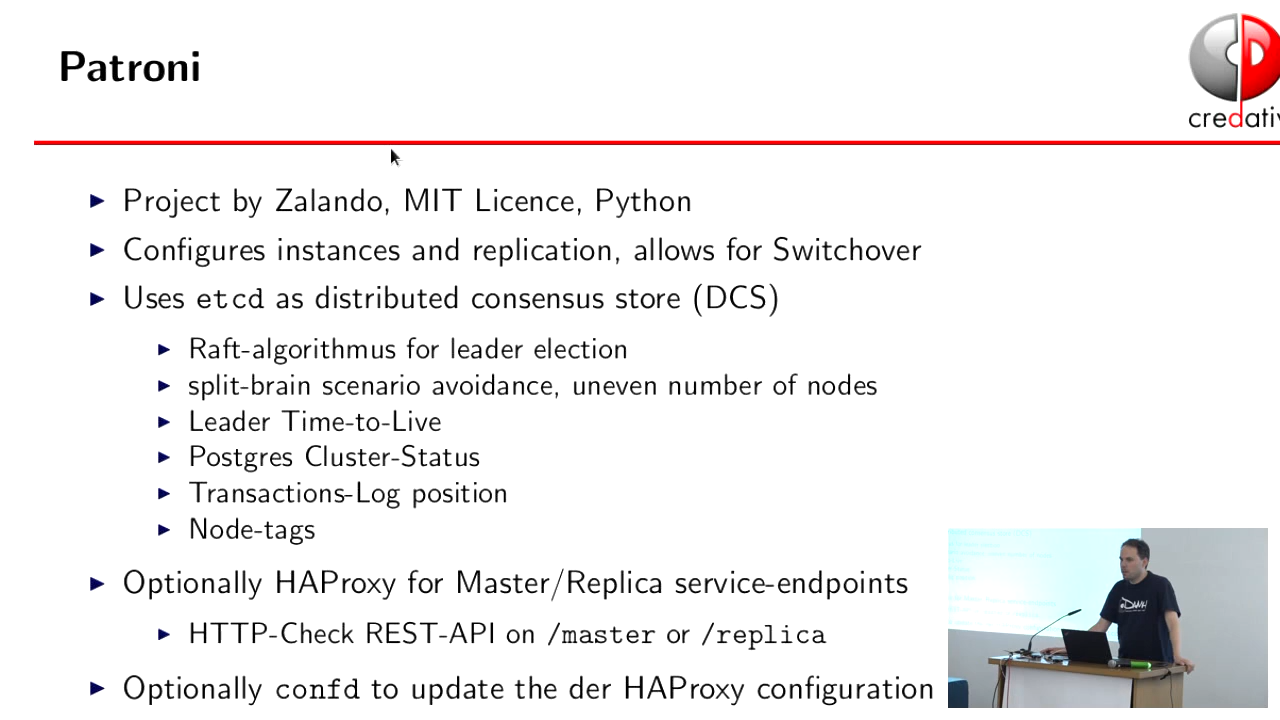 Patroni
credativ
Project by Zalando, MIT Licence, Python
Configures instances and replication, allows for Switchover
Uses etcd as distributed consensus store (DCS)
Raft-algorithmus for leader election
split-brain scenario avoidance, uneven number of nodes
Leader Time-to-Live
Postgres Cluster-Status
Transactions-Log position
Node-tags
Optionally HAProxy for Master/Replica service-endpoints
HTTP-Check REST-API on /master or /replica
Optionally confd to update the der HAProxy configuration